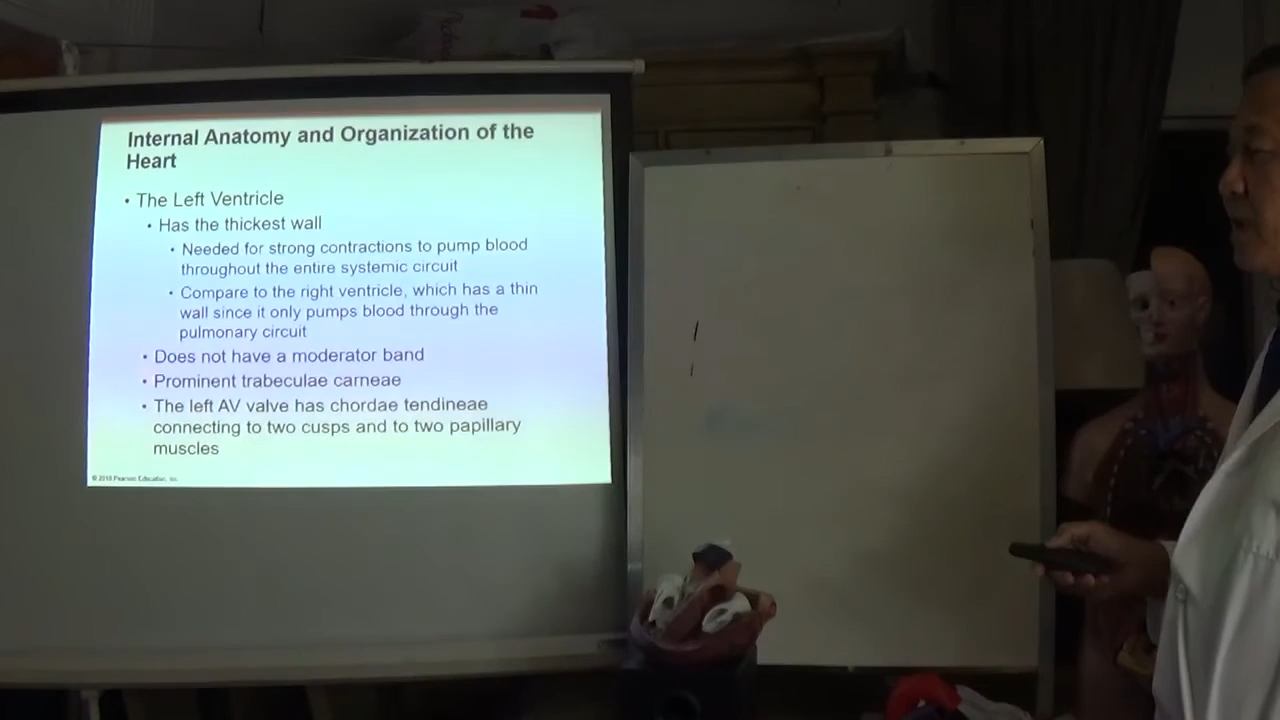 Internal Anatomy and Organization of the
Heart
• The Left Ventricle
• Has the thickest wall
• Needed for strong contractions to pump blood
throughout the entire systemic circuit
• Compare to the right ventricle, which has a thin
wall since it only pumps blood through the
pulmonary circuit
• Does not have a moderator band
• Prominent trabeculae carneae
• The left AV valve has chordae tendineae
connecting to two cusps and to two papillary
muscles
Pearson Education, Inc.